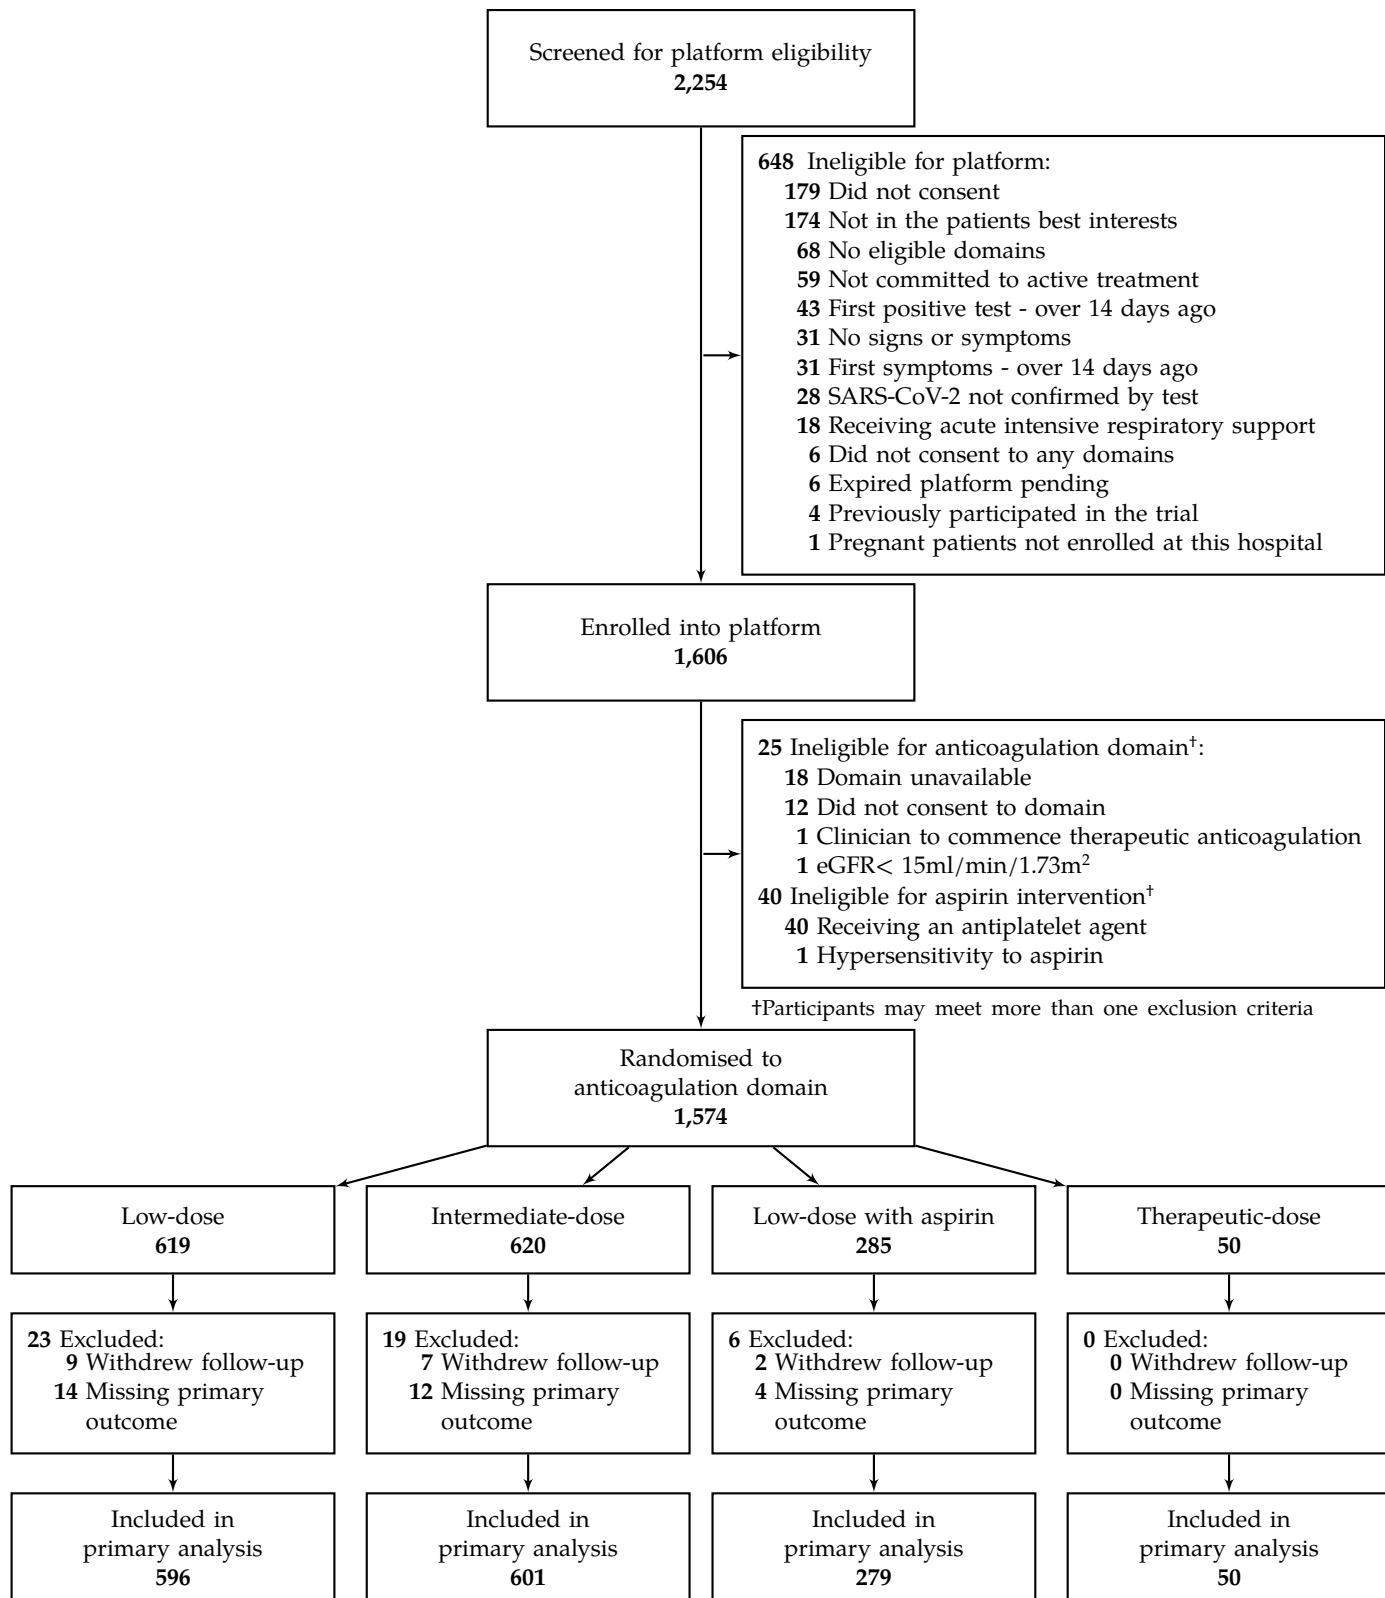 Screened for platform eligibility
2,254
648 Ineligible for platform:
179 Did not consent
174 Not in the patients best interests
68 No eligible domains
59 Not committed to active treatment
43 First positive test - over 14 days ago
31 No signs or symptoms
31 First symptoms - over 14 days ago
28 SARS-CoV-2 not confirmed by test
18 Receiving acute intensive respiratory support
6 Did not consent to any domains
6 Expired platform pending
4 Previously participated in the trial
1 Pregnant patients not enrolled at this hospital
Enrolled into platform
1,606
25 Ineligible for anticoagulation domain†:
18 Domain unavailable
12 Did not consent to domain
1 Clinician to commence therapeutic anticoagulation
1 eGFR< 15ml/min/1.73m²
40 Ineligible for aspirin intervention†
40 Receiving an antiplatelet agent
1 Hypersensitivity to aspirin
†Participants may meet more than one exclusion criteria
Randomised to
anticoagulation domain
1,574
Low-dose
619
Intermediate-dose
620
Low-dose with aspirin
285
Therapeutic-dose
50
23 Excluded:
9 Withdrew follow-up
14 Missing primary
outcome
19 Excluded:
7 Withdrew follow-up
12 Missing primary
outcome
6 Excluded:
2 Withdrew follow-up
4 Missing primary
outcome
0 Excluded:
0 Withdrew follow-up
0 Missing primary
outcome
Included in
primary analysis
596
Included in
primary analysis
601
Included in
primary analysis
279
Included in
primary analysis
50